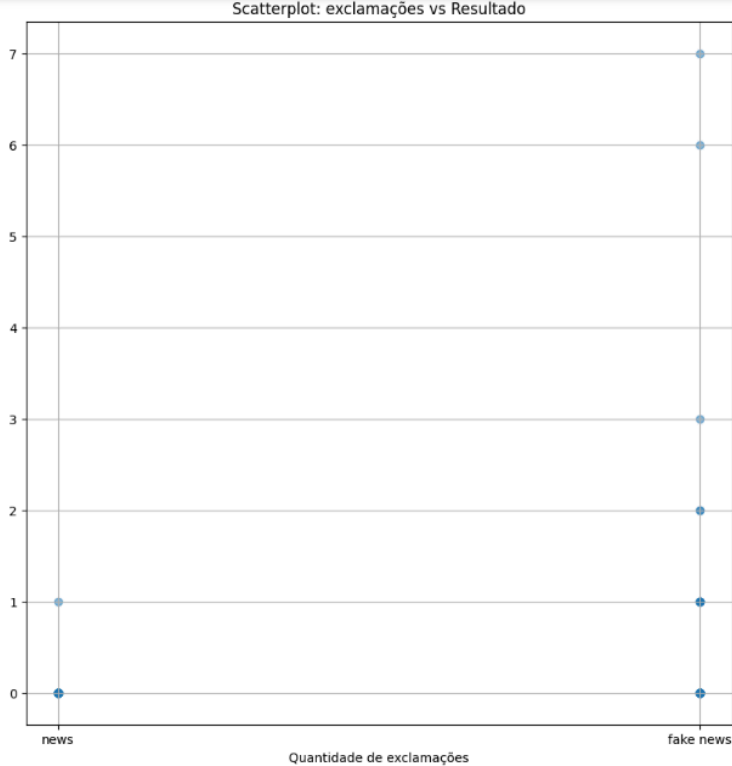 Scatterplot: exclamações vs Resultado
7
6
5
4
3
2
1
0
news fake news
Quantidade de exclamações